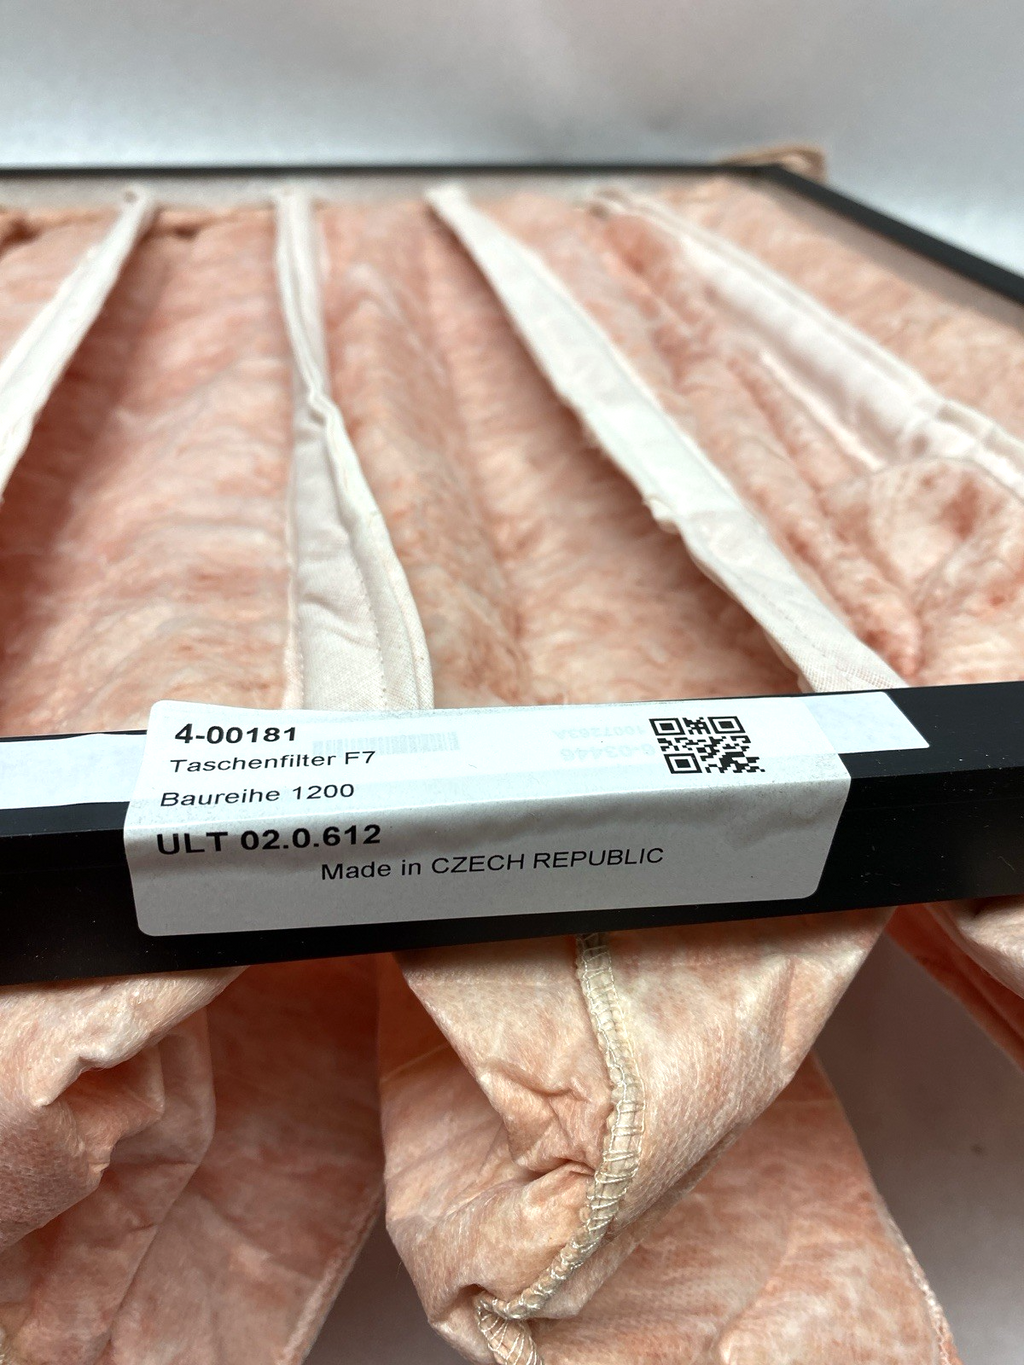 4-00181
Taschenfilter F7
Baureihe 1200
ULT 02.0.612
Made in CZECH REPUBLIC